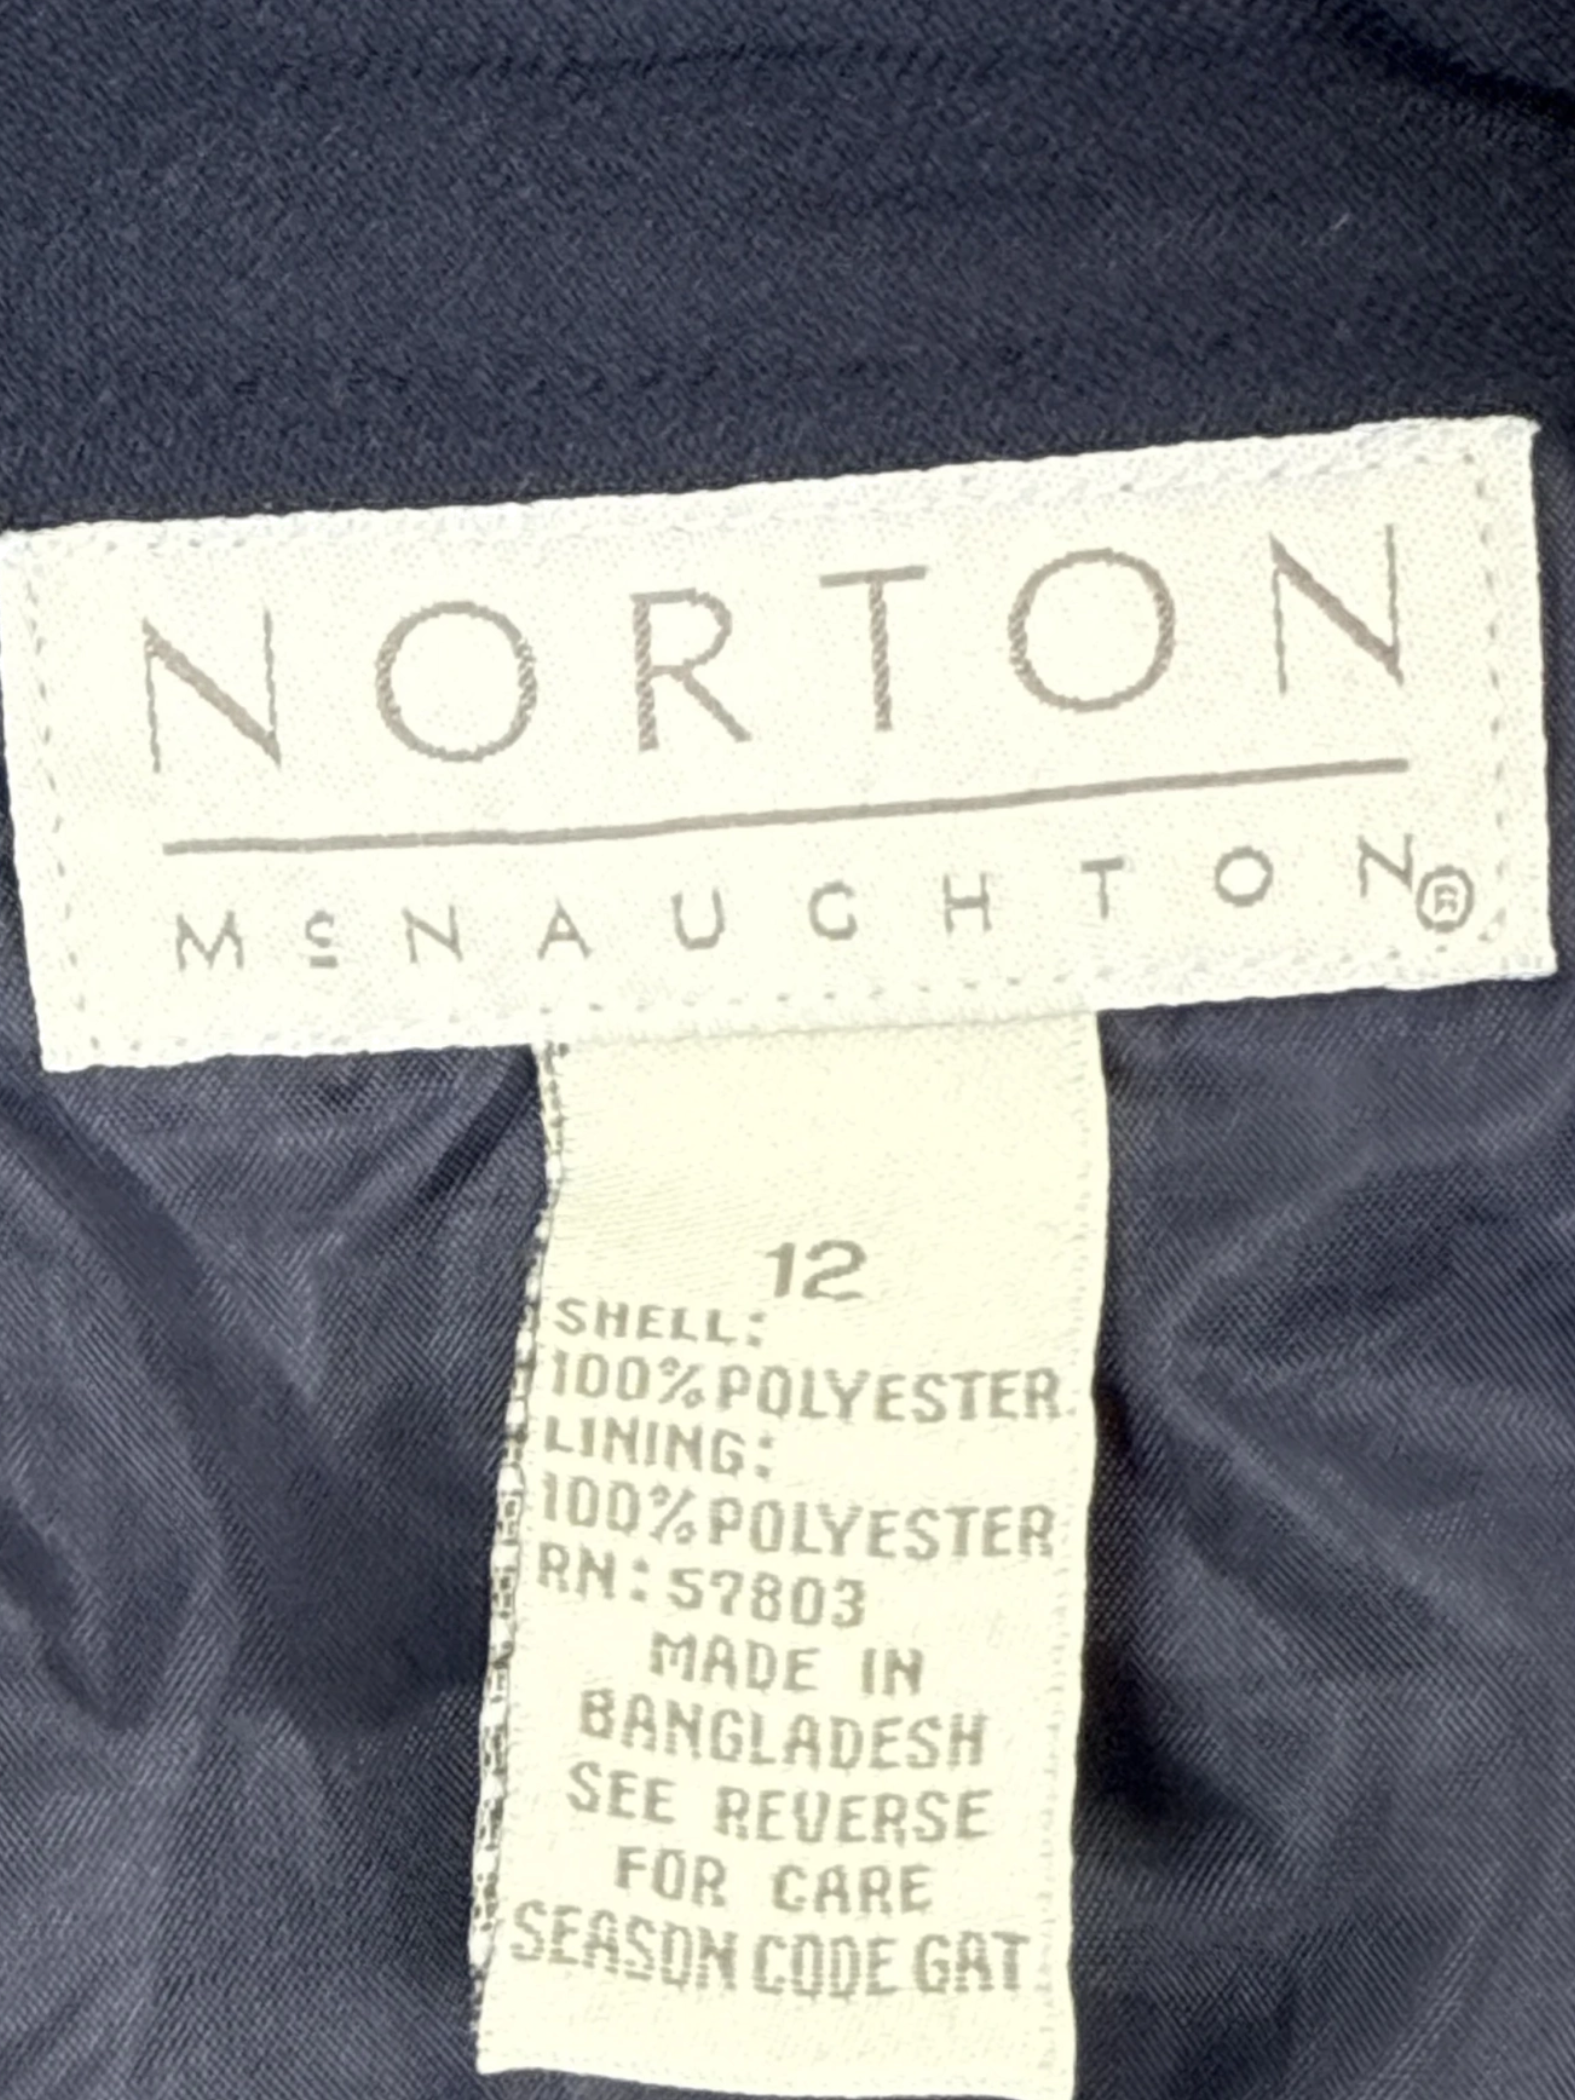 NORTON
McNAUGHTON®
12
SHELL:
100% POLYESTER
LINING:
100% POLYESTER
RN: 57803
MADE IN
BANGLADESH
SEE REVERSE
FOR CARE
SEASON CODE GAT